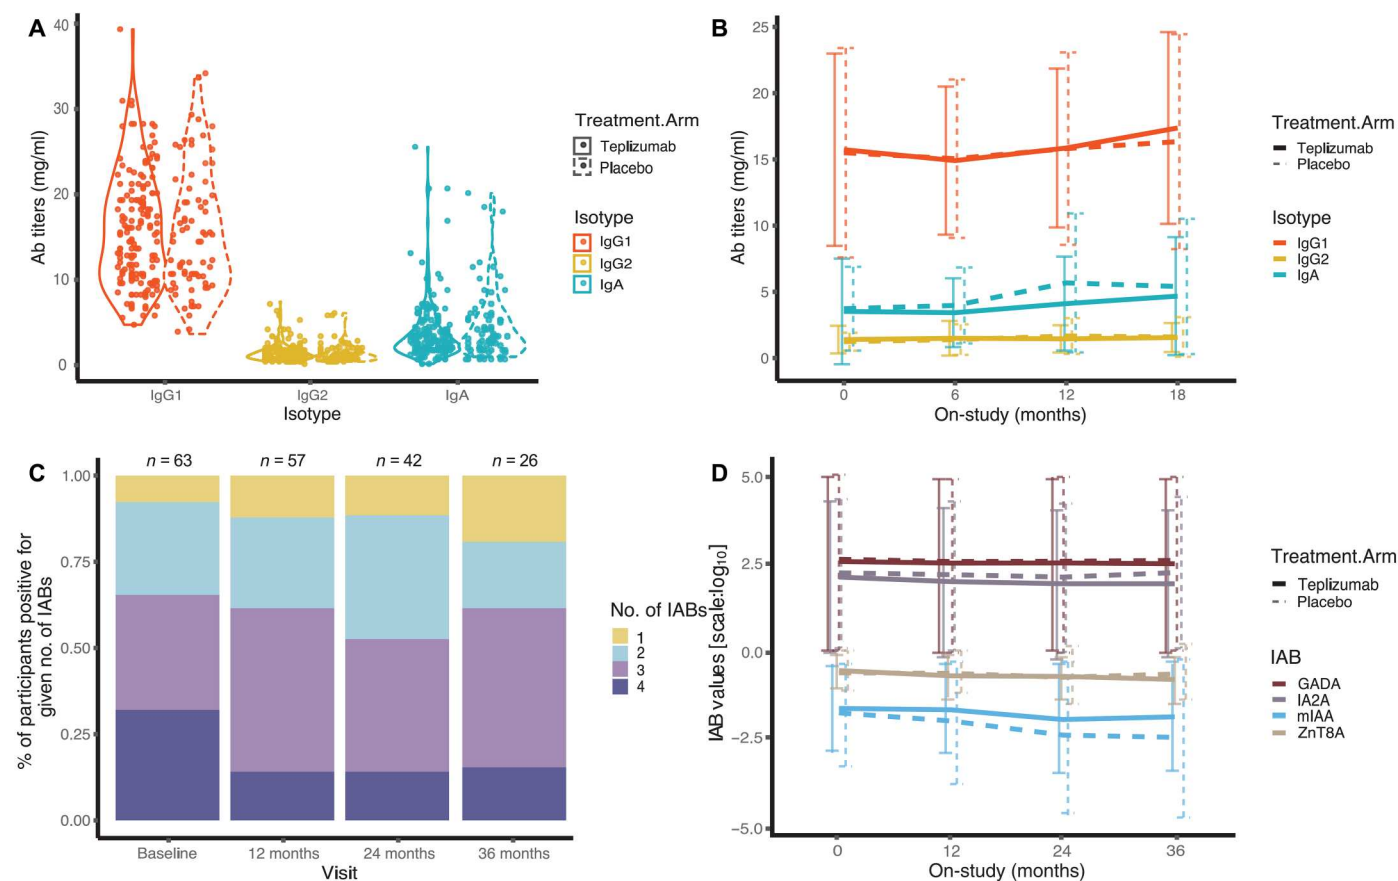 A
Ab titers (mg/ml)
40
30
20
10
0
IgG1
IgG2
IgA
Isotype
Treatment.Arm
Teplizumab
Placebo
Isotype
IgG1
IgG2
IgA
B
Ab titers (mg/ml)
25
20
15
10
5
0
0
6
12
18
On-study (months)
Treatment.Arm
Teplizumab
Placebo
Isotype
IgG1
IgG2
IgA
C
% of participants positive for
given no. of IABs
n = 63
n = 57
n = 42
n = 26
1.00
0.75
0.50
0.25
0.00
Baseline
12 months
24 months
36 months
Visit
No. of IABs
1
2
3
4
D
IAB values [scale:log10]
5.0
2.5
0.0
−2.5
−5.0
0
12
24
36
On-study (months)
Treatment.Arm
Teplizumab
Placebo
IAB
GADA
IA2A
mIAA
ZnT8A